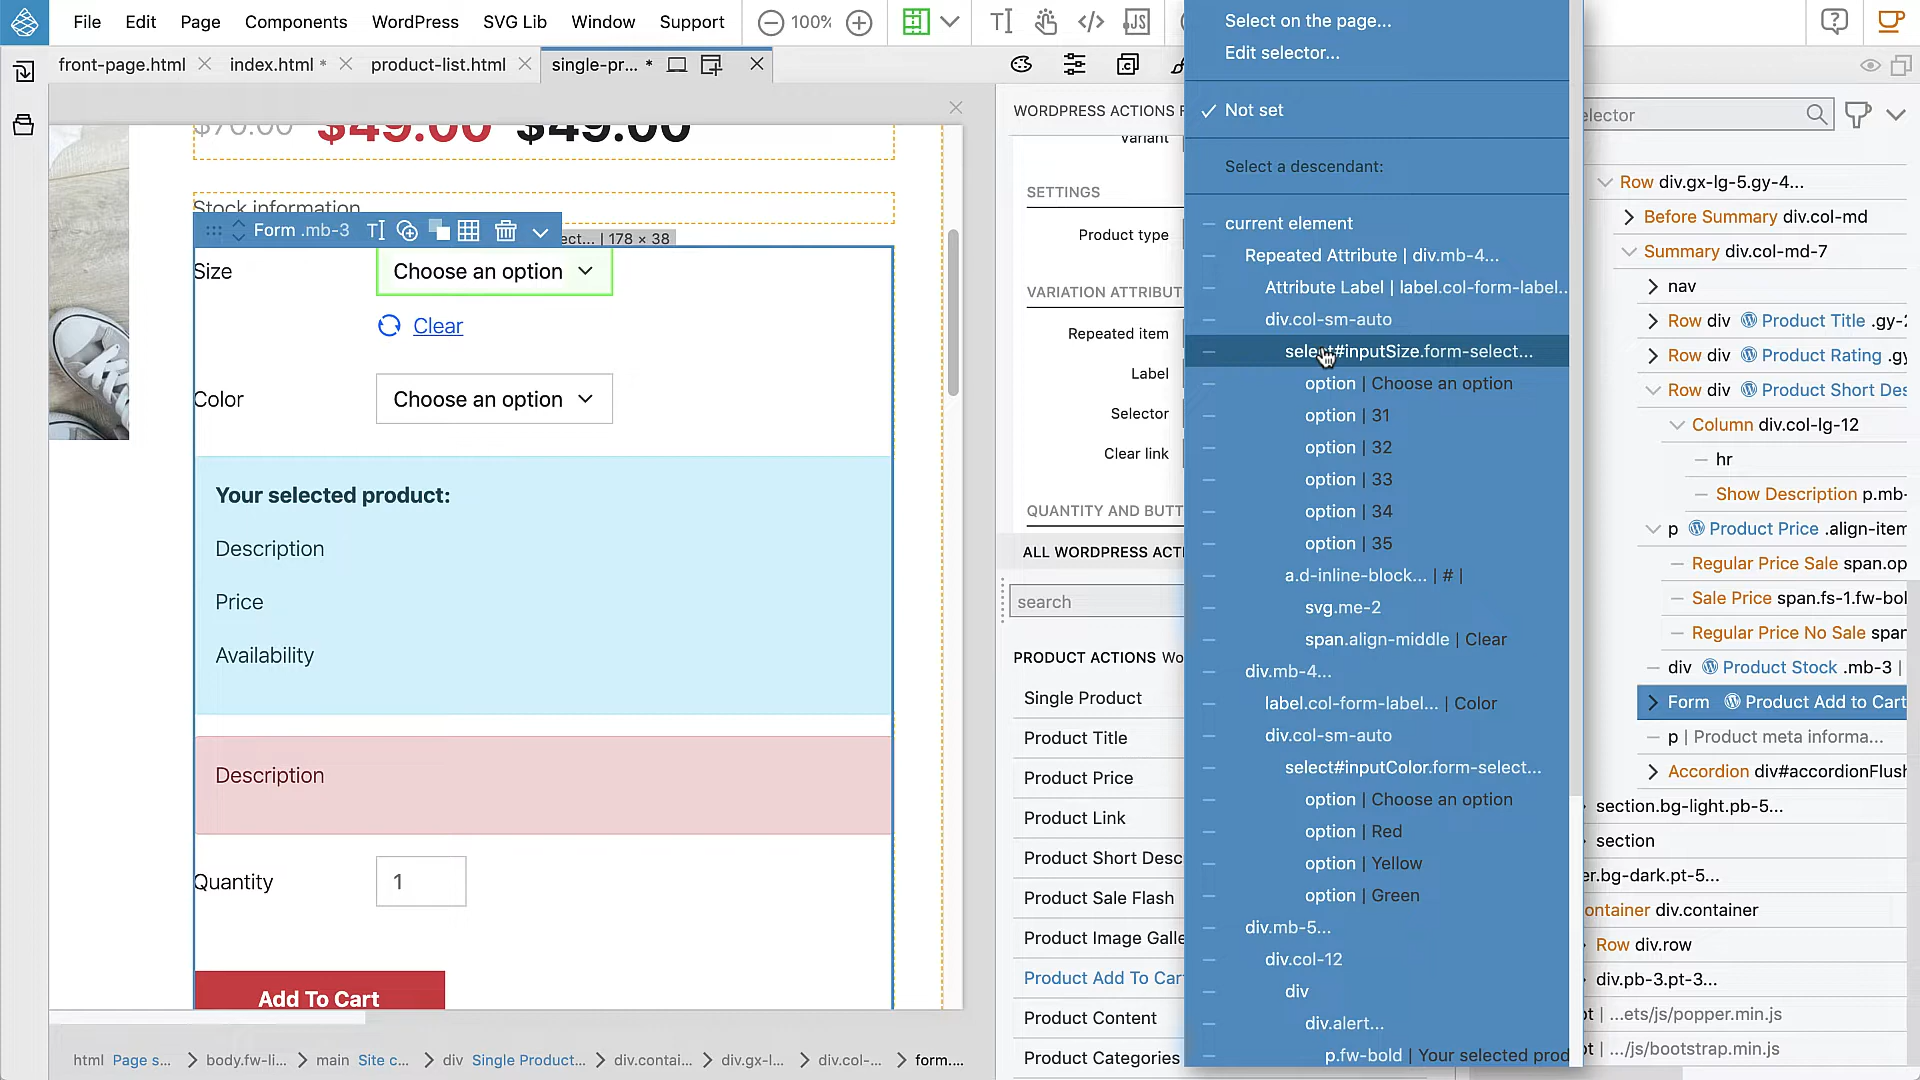 File Edit Page Components WordPress SVG Lib Window Support 100%
front-page.html index.html * product-list.html single-pr... *
$70.00 $49.00 $49.00
Stock information
Form .mb-3
ect... | 178 × 38
Size
Choose an option
Clear
Color
Choose an option
Your selected product:
Description
Price
Availability
Description
Quantity
1
Add To Cart
html Page s... body.fw-li... main Site c... div Single Product... div.contai... div.gx-l... div.col-... form....
WORDPRESS ACTIONS
Variant
SETTINGS
Product type
VARIATION ATTRIBUT
Repeated item
Label
Selector
Clear link
QUANTITY AND BUTT
ALL WORDPRESS ACTI
search
PRODUCT ACTIONS Wo
Single Product
Product Title
Product Price
Product Link
Product Short Desc
Product Sale Flash
Product Image Galle
Product Add To Car
Product Content
Product Categories
Select on the page...
Edit selector...
Not set
Select a descendant:
current element
Repeated Attribute | div.mb-4...
Attribute Label | label.col-form-label..
div.col-sm-auto
select#inputSize.form-select...
option | Choose an option
option | 31
option | 32
option | 33
option | 34
option | 35
a.d-inline-block... | # |
svg.me-2
span.align-middle | Clear
div.mb-4...
label.col-form-label... | Color
div.col-sm-auto
select#inputColor.form-select...
option | Choose an option
option | Red
option | Yellow
option | Green
div.mb-5...
div.col-12
div
div.alert...
p.fw-bold | Your selected prod
elector
Row div.gx-lg-5.gy-4...
Before Summary div.col-md
Summary div.col-md-7
nav
Row div Product Title .gy-2
Row div Product Rating .gy
Row div Product Short Des
Column div.col-lg-12
hr
Show Description p.mb-
p Product Price .align-item
Regular Price Sale span.op
Sale Price span.fs-1.fw-bol
Regular Price No Sale span
div Product Stock .mb-3 |
Form Product Add to Cart
p | Product meta informa...
Accordion div#accordionFlush
section.bg-light.pb-5...
section
er.bg-dark.pt-5...
ontainer div.container
Row div.row
div.pb-3.pt-3...
pt | ...ets/js/popper.min.js
pt | .../js/bootstrap.min.js